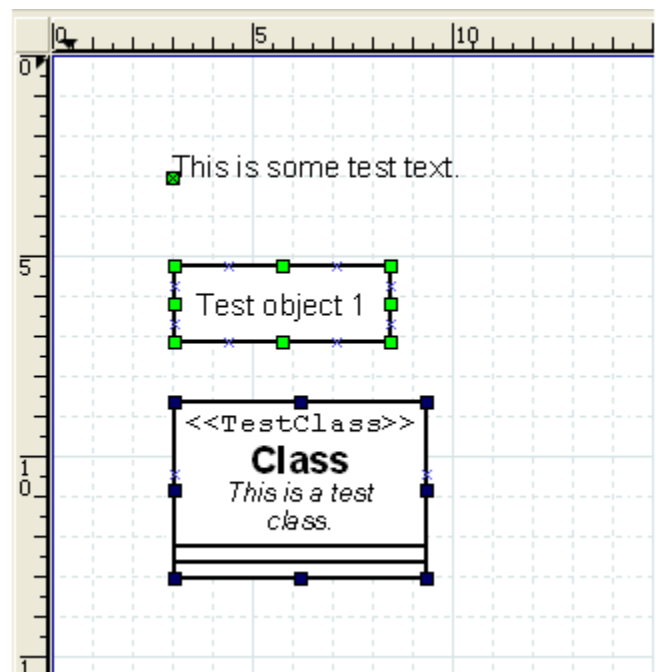 0 5 10
0
This is some test text.
5
Test object 1
<<TestClass>>
Class
10
This is a test
class.
1